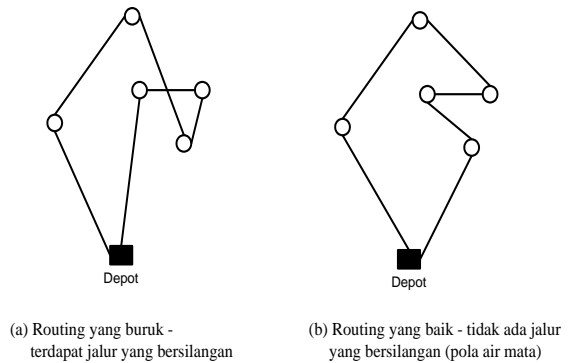 Depot
Depot
(a) Routing yang buruk -
terdapat jalur yang bersilangan
(b) Routing yang baik - tidak ada jalur
yang bersilangan (pola air mata)